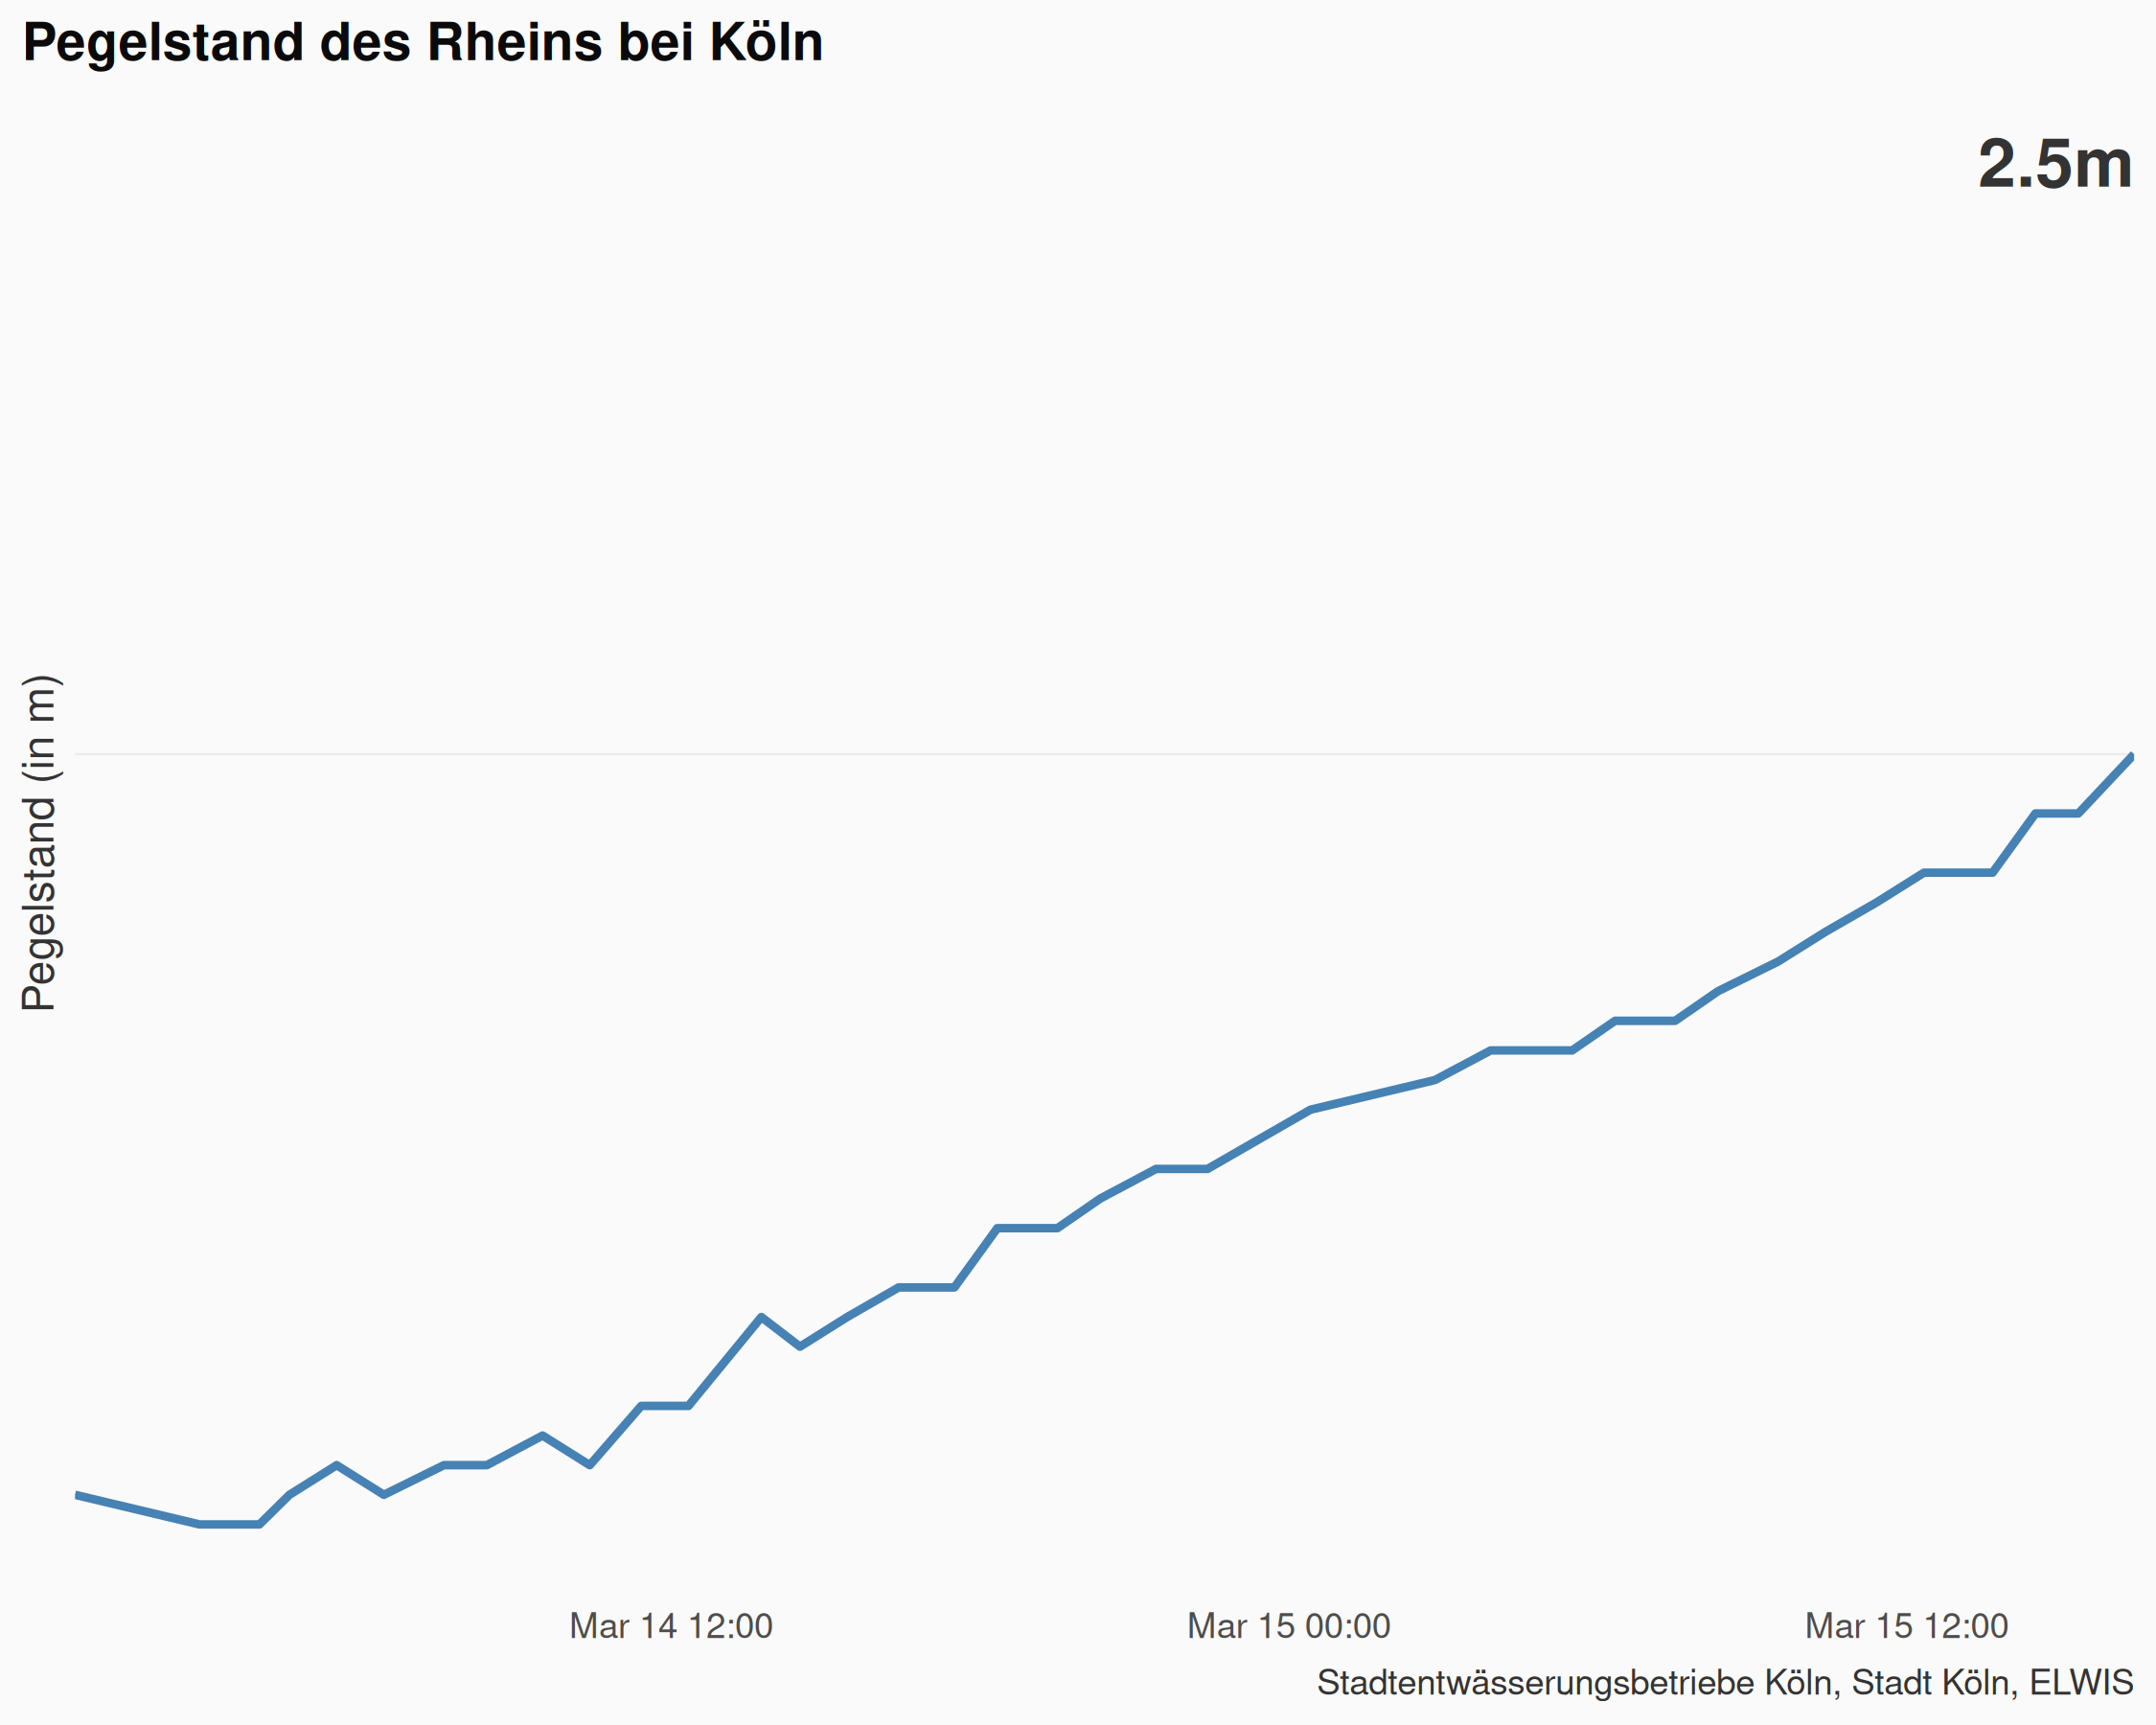 Pegelstand des Rheins bei Köln
2.5m
Pegelstand (in m)
Mar 14 12:00
Mar 15 00:00
Mar 15 12:00
Stadtentwässerungsbetriebe Köln, Stadt Köln, ELWIS